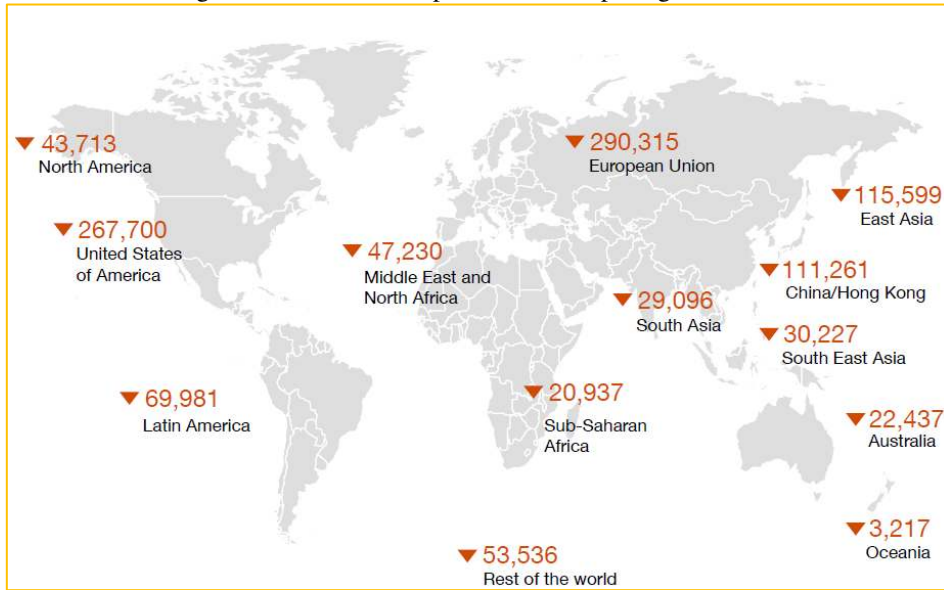 43,713
North America
290,315
European Union
115,599
East Asia
267,700
United States
of America
47,230
Middle East and
North Africa
111,261
China/Hong Kong
29,096
South Asia
30,227
South East Asia
69,981
Latin America
20,937
Sub-Saharan
Africa
22,437
Australia
3,217
Oceania
53,536
Rest of the world